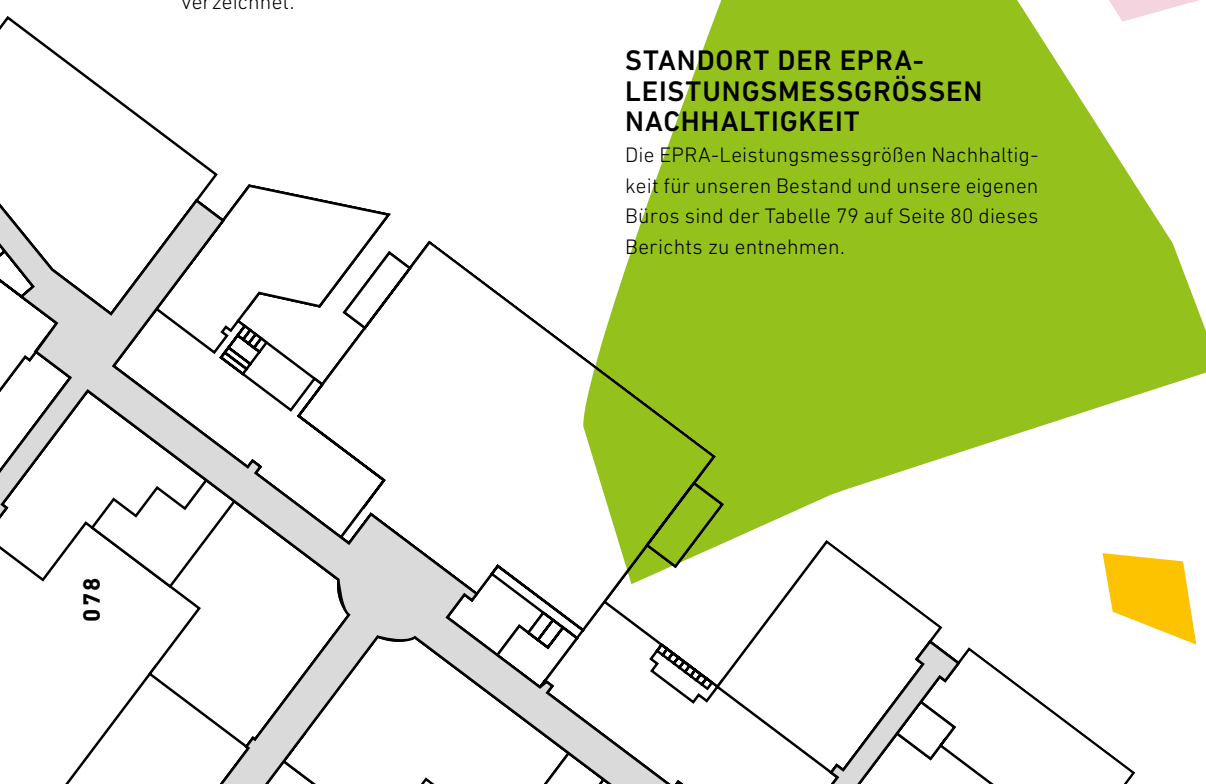 verzeichnet.
STANDORT DER EPRA-
LEISTUNGSMESSGRÖSSEN
NACHHALTIGKEIT
Die EPRA-Leistungsmessgrößen Nachhaltig-
keit für unseren Bestand und unsere eigenen
Büros sind der Tabelle 79 auf Seite 80 dieses
Berichts zu entnehmen.
078